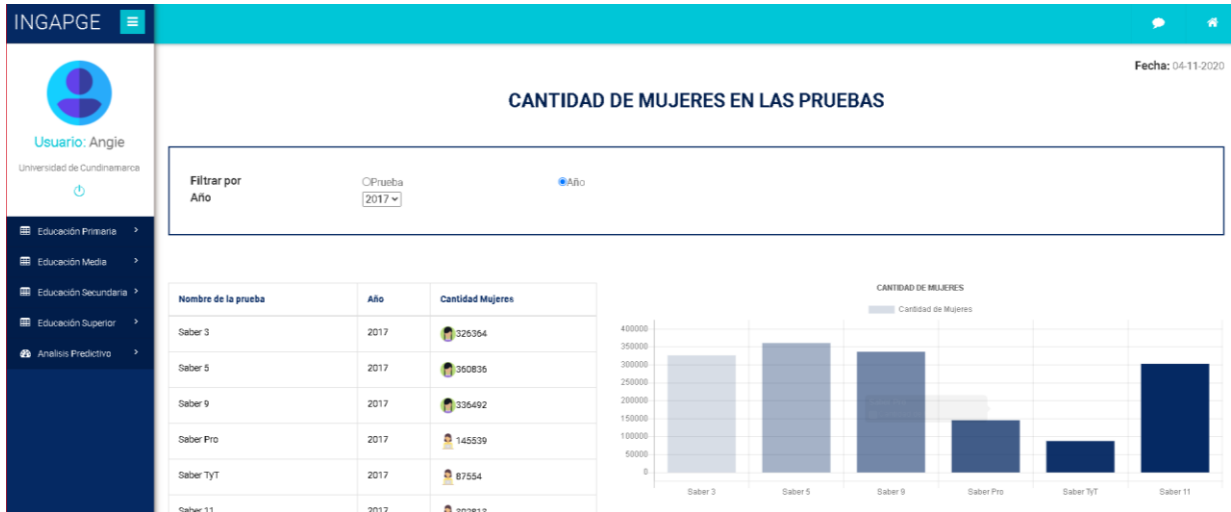 INGAPGE
Fecha: 04-11-2020
CANTIDAD DE MUJERES EN LAS PRUEBAS
Usuario: Angie
Universidad de Cundinamarca
Educación Primaria
Educación Media
Educación Secundaria
Educación Superior
Analisis Predictivo
Filtrar por
Prueba
Año
Año
2017
Nombre de la prueba Año Cantidad Mujeres
Saber 3 2017 325364
Saber 5 2017 360836
Saber 9 2017 336492
Saber Pro 2017 145539
Saber TyT 2017 87554
Saber 11 2017
CANTIDAD DE MUJERES
Cantidad de Mujeres
400000
350000
300000
250000
200000
150000
100000
50000
0
Saber 3 Saber 5 Saber 9 Saber Pro Saber TyT Saber 11